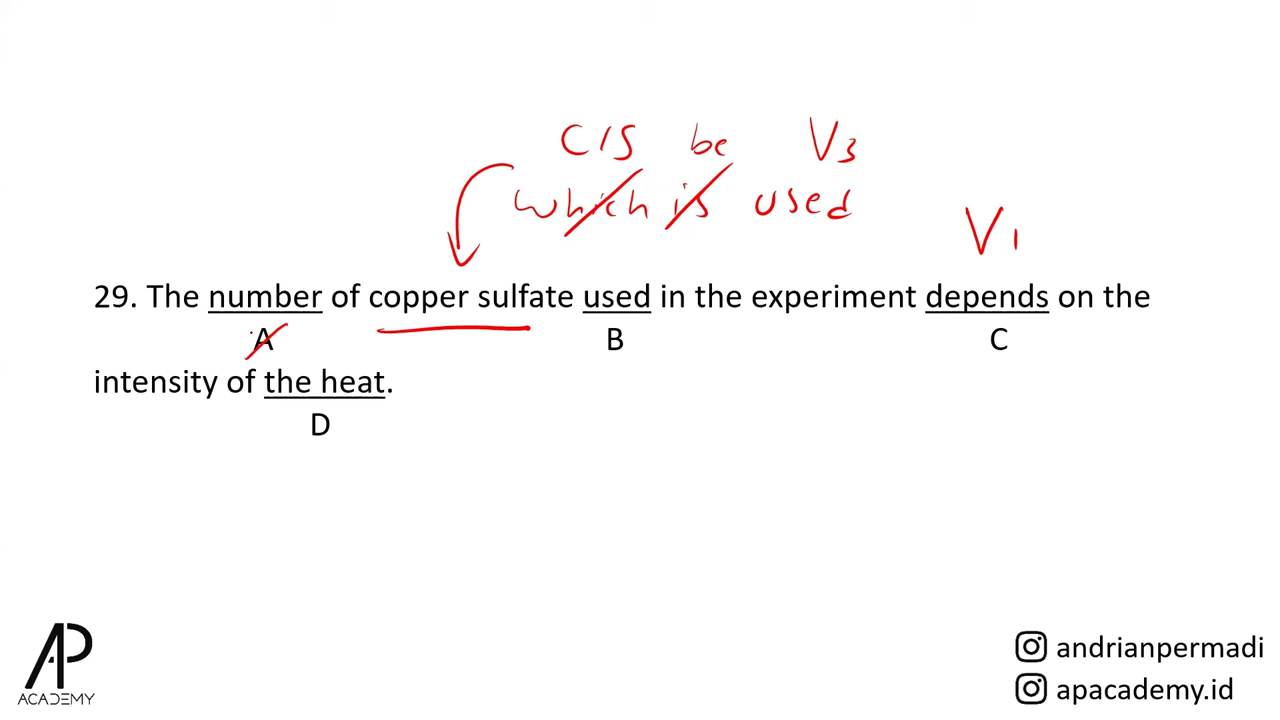 C/S be V3
which is used
V1
29. The number of copper sulfate used in the experiment depends on the
A B C
intensity of the heat.
D
AP
ACADEMY
andrianpermadi
apacademy.id